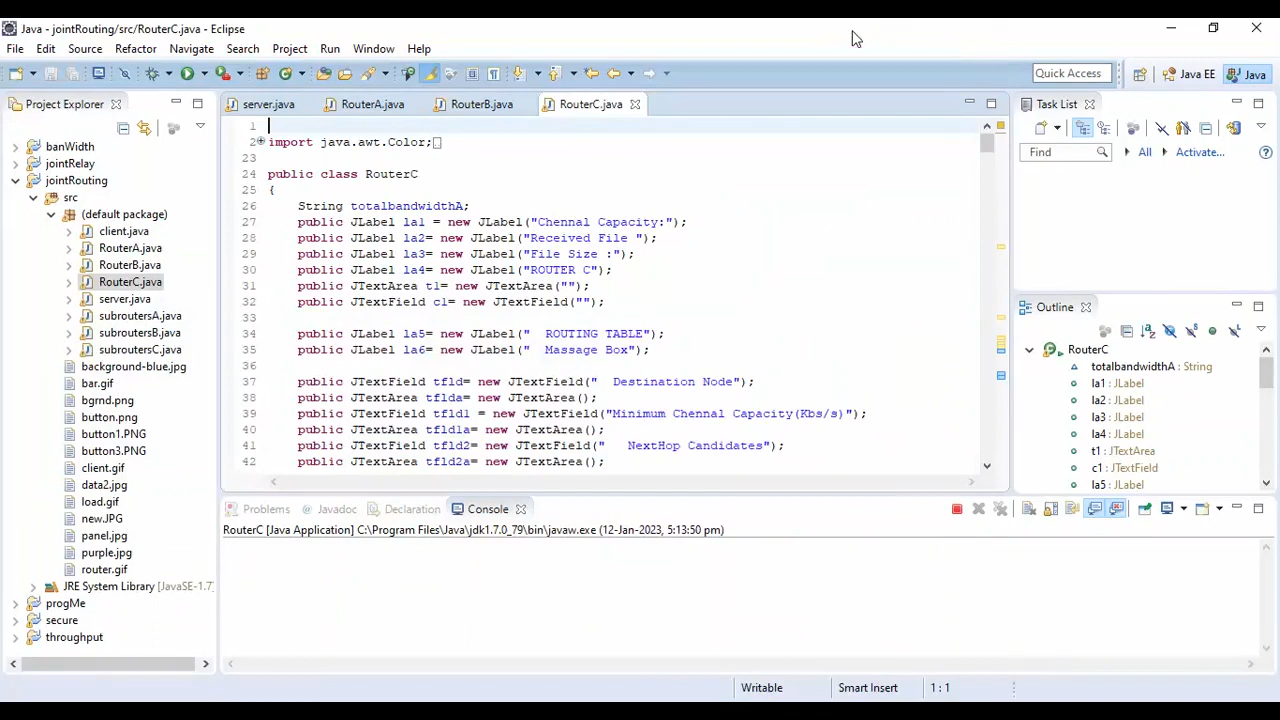 Java - jointRouting/src/RouterC.java - Eclipse
File Edit Source Refactor Navigate Search Project Run Window Help
Quick Access Java EE Java
Project Explorer
banWidth
jointRelay
jointRouting
src
(default package)
client.java
RouterA.java
RouterB.java
RouterC.java
server.java
subroutersA.java
subroutersB.java
subroutersC.java
background-blue.jpg
bar.gif
bgrnd.png
button.png
button1.PNG
button3.PNG
client.gif
data2.jpg
load.gif
new.JPG
panel.jpg
purple.jpg
router.gif
JRE System Library [JavaSE-1.7]
progMe
secure
throughput
server.java RouterA.java RouterB.java RouterC.java
1
2 import java.awt.Color;
23
24 public class RouterC
25 {
26 String totalbandwidthA;
27 public JLabel la1 = new JLabel("Chennal Capacity:");
28 public JLabel la2= new JLabel("Received File ");
29 public JLabel la3= new JLabel("File Size :");
30 public JLabel la4= new JLabel("ROUTER C");
31 public JTextArea t1= new JTextArea("");
32 public JTextField c1= new JTextField("");
33
34 public JLabel la5= new JLabel("  ROUTING TABLE");
35 public JLabel la6= new JLabel("  Massage Box");
36
37 public JTextField tfld= new JTextField("  Destination Node");
38 public JTextArea tflda= new JTextArea();
39 public JTextField tfld1 = new JTextField("Minimum Chennal Capacity(Kbs/s)");
40 public JTextArea tfld1a= new JTextArea();
41 public JTextField tfld2= new JTextField("   NextHop Candidates");
42 public JTextArea tfld2a= new JTextArea();
Task List
Find All Activate...
Outline
RouterC
totalbandwidthA : String
la1 : JLabel
la2 : JLabel
la3 : JLabel
la4 : JLabel
t1 : JTextArea
c1 : JTextField
la5 : JLabel
Problems Javadoc Declaration Console
RouterC [Java Application] C:\Program Files\Java\jdk1.7.0_79\bin\javaw.exe (12-Jan-2023, 5:13:50 pm)
Writable Smart Insert 1 : 1